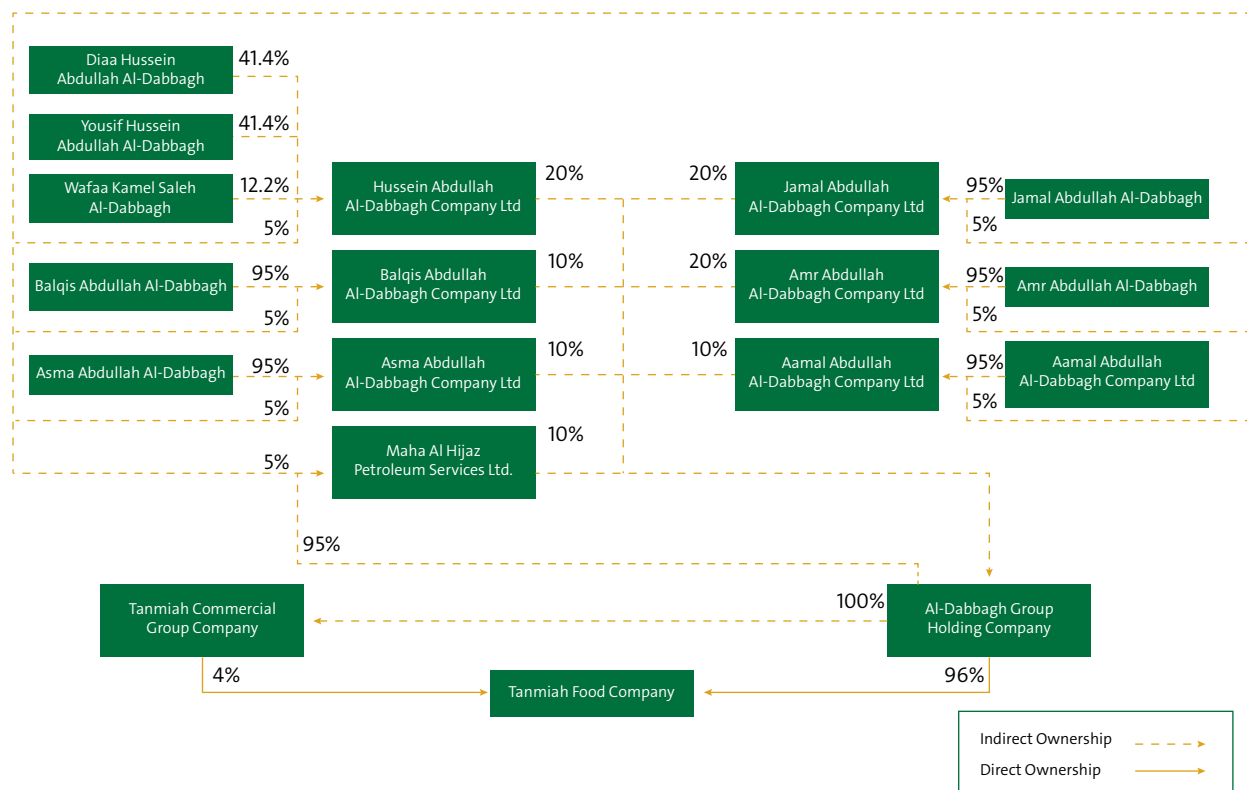 Diaa Hussein
Abdullah Al-Dabbagh
41.4%
Yousif Hussein
Abdullah Al-Dabbagh
41.4%
Wafaa Kamel Saleh
Al-Dabbagh
12.2%
5%
Hussein Abdullah
Al-Dabbagh Company Ltd
20%
20%
Jamal Abdullah
Al-Dabbagh Company Ltd
95%
5%
Jamal Abdullah Al-Dabbagh
Balqis Abdullah Al-Dabbagh
95%
5%
Balqis Abdullah
Al-Dabbagh Company Ltd
10%
20%
Amr Abdullah
Al-Dabbagh Company Ltd
95%
5%
Amr Abdullah Al-Dabbagh
Asma Abdullah Al-Dabbagh
95%
5%
Asma Abdullah
Al-Dabbagh Company Ltd
10%
10%
Aamal Abdullah
Al-Dabbagh Company Ltd
95%
5%
Aamal Abdullah
Al-Dabbagh Company Ltd
5%
Maha Al Hijaz
Petroleum Services Ltd.
10%
95%
Tanmiah Commercial
Group Company
100%
Al-Dabbagh Group
Holding Company
4%
Tanmiah Food Company
96%
Indirect Ownership
Direct Ownership